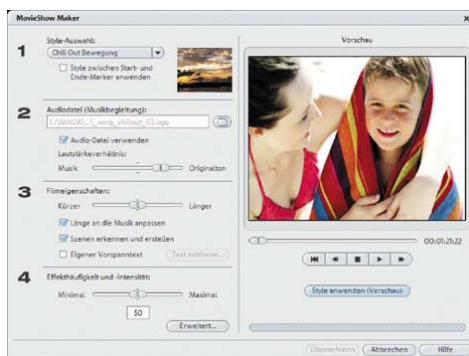 MovieShow Maker
1
Style-Auswahl:
Chill Out Bewegung
Style zwischen Start- und
Ende-Marker anwenden
2
Audiodatei (Musikbegleitung):
Audio-Datei verwenden
Lautstärkeverhältnis:
Musik Originalton
3
Filmeigenschaften:
Kürzer Länger
Länge an die Musik anpassen
Szenen erkennen und erstellen
Eigener Vorspanntext Text editieren...
4
Effekthäufigkeit und -intensität:
Minimal Maximal
50
Erweitert...
Vorschau
00:01:21:22
Style anwenden (Vorschau)
Übernehmen Abbrechen Hilfe